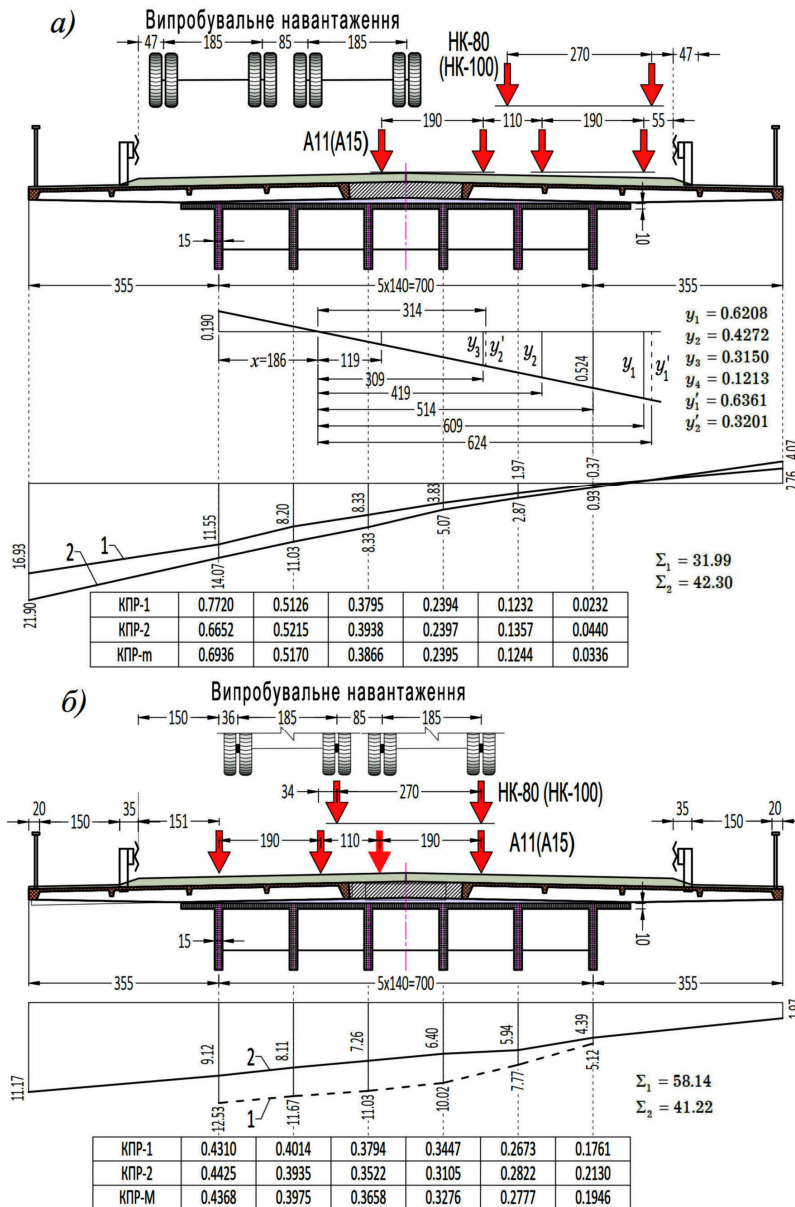 а)
Випробувальне навантаження
47 185 85 185
НК-80
(НК-100)
270 47
А11(А15)
190 110 190 55
15
10
355 5x140=700 355
0.190
314
x=186 119
309
419
514
609
624
y₃ y₂′ y₂ 0.524 y₁ y₁′
y₁ = 0.6208
y₂ = 0.4272
y₃ = 0.3150
y₄ = 0.1213
y₁′ = 0.6361
y₂′ = 0.3201
16.93 11.55 8.20 8.33 3.83 1.97 0.37 4.07
1
2
21.90 14.07 11.03 8.33 5.07 2.87 0.93 2.76
Σ₁ = 31.99
Σ₂ = 42.30
КПР-1 0.7720 0.5126 0.3795 0.2394 0.1232 0.0232
КПР-2 0.6652 0.5215 0.3938 0.2397 0.1357 0.0440
КПР-m 0.6936 0.5170 0.3866 0.2395 0.1244 0.0336
б)
Випробувальне навантаження
150 36 185 85 185
34 270
НК-80 (НК-100)
20 150 35 151 35 150 20
190 110 190
А11(А15)
15
10
355 5x140=700 355
11.17 9.12 8.11 7.26 6.40 5.94 4.39 1.97
2
1
12.53 11.67 11.03 10.02 7.77 5.12
Σ₁ = 58.14
Σ₂ = 41.22
КПР-1 0.4310 0.4014 0.3794 0.3447 0.2673 0.1761
КПР-2 0.4425 0.3935 0.3522 0.3105 0.2822 0.2130
КПР-М 0.4368 0.3975 0.3658 0.3276 0.2777 0.1946